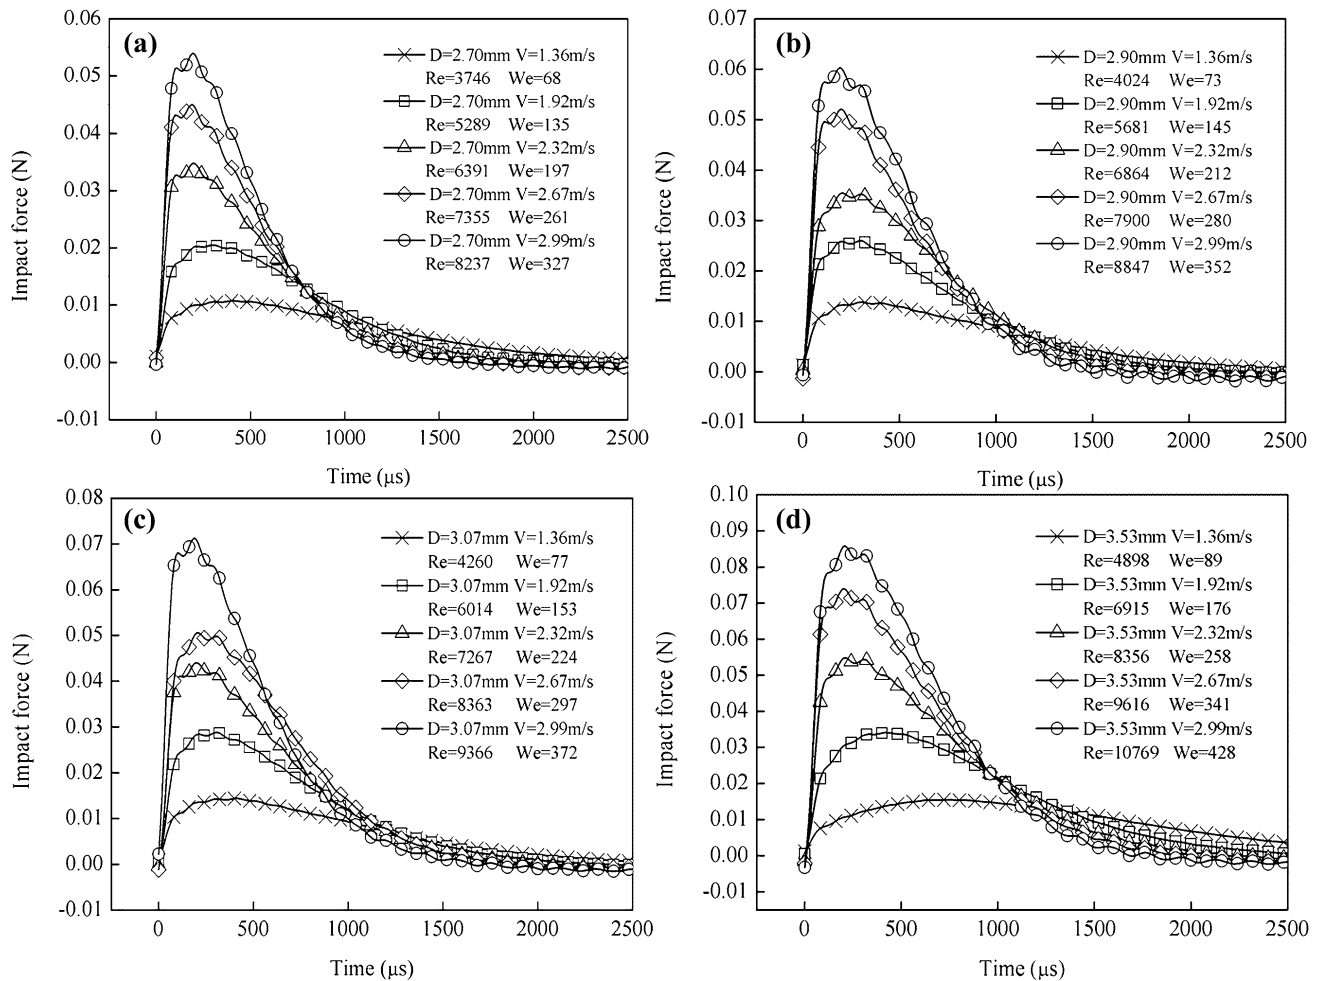 (a)
D=2.70mm V=1.36m/s
Re=3746 We=68
D=2.70mm V=1.92m/s
Re=5289 We=135
D=2.70mm V=2.32m/s
Re=6391 We=197
D=2.70mm V=2.67m/s
Re=7355 We=261
D=2.70mm V=2.99m/s
Re=8237 We=327
0.06
0.05
0.04
0.03
0.02
0.01
0.00
-0.01
Impact force (N)
0 500 1000 1500 2000 2500
Time (μs)
(b)
D=2.90mm V=1.36m/s
Re=4024 We=73
D=2.90mm V=1.92m/s
Re=5681 We=145
D=2.90mm V=2.32m/s
Re=6864 We=212
D=2.90mm V=2.67m/s
Re=7900 We=280
D=2.90mm V=2.99m/s
Re=8847 We=352
0.07
0.06
0.05
0.04
0.03
0.02
0.01
0.00
-0.01
Impact force (N)
0 500 1000 1500 2000 2500
Time (μs)
(c)
D=3.07mm V=1.36m/s
Re=4260 We=77
D=3.07mm V=1.92m/s
Re=6014 We=153
D=3.07mm V=2.32m/s
Re=7267 We=224
D=3.07mm V=2.67m/s
Re=8363 We=297
D=3.07mm V=2.99m/s
Re=9366 We=372
0.08
0.07
0.06
0.05
0.04
0.03
0.02
0.01
0.00
-0.01
Impact force (N)
0 500 1000 1500 2000 2500
Time (μs)
(d)
D=3.53mm V=1.36m/s
Re=4898 We=89
D=3.53mm V=1.92m/s
Re=6915 We=176
D=3.53mm V=2.32m/s
Re=8356 We=258
D=3.53mm V=2.67m/s
Re=9616 We=341
D=3.53mm V=2.99m/s
Re=10769 We=428
0.10
0.09
0.08
0.07
0.06
0.05
0.04
0.03
0.02
0.01
0.00
-0.01
Impact force (N)
0 500 1000 1500 2000 2500
Time (μs)